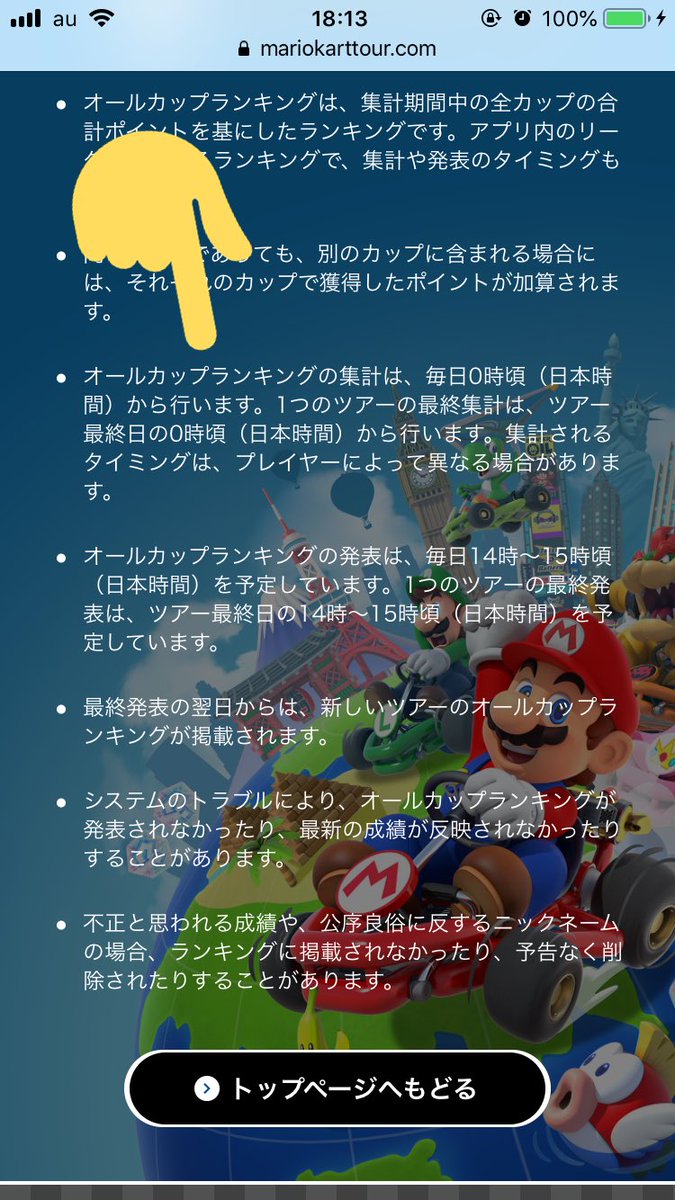 au
18:13
100%
mariokarttour.com
オールカップランキングは、集計期間中の全カップの合
計ポイントを基にしたランキングです。アプリ内のリー
ランキングで、集計や発表のタイミングも
ても、別のカップに含まれる場合に
は、それ のカップで獲得したポイントが加算されま
す。
オールカップランキングの集計は、毎日0時頃（日本時
間）から行います。1つのツアーの最終集計は、ツアー
最終日の0時頃（日本時間）から行います。集計される
タイミングは、プレイヤーによって異なる場合がありま
す。
オールカップランキングの発表は、毎日14時〜15時頃
（日本時間）を予定しています。1つのツアーの最終発
表は、ツアー最終日の14時〜15時頃（日本時間）を予
定しています。
最終発表の翌日からは、新しいツアーのオールカップラ
ンキングが掲載されます。
システムのトラブルにより、オールカップランキングが
発表されなかったり、最新の成績が反映されなかったり
することがあります。
不正と思われる成績や、公序良俗に反するニックネーム
の場合、ランキングに掲載されなかったり、予告なく削
除されたりすることがあります。
トップページへもどる